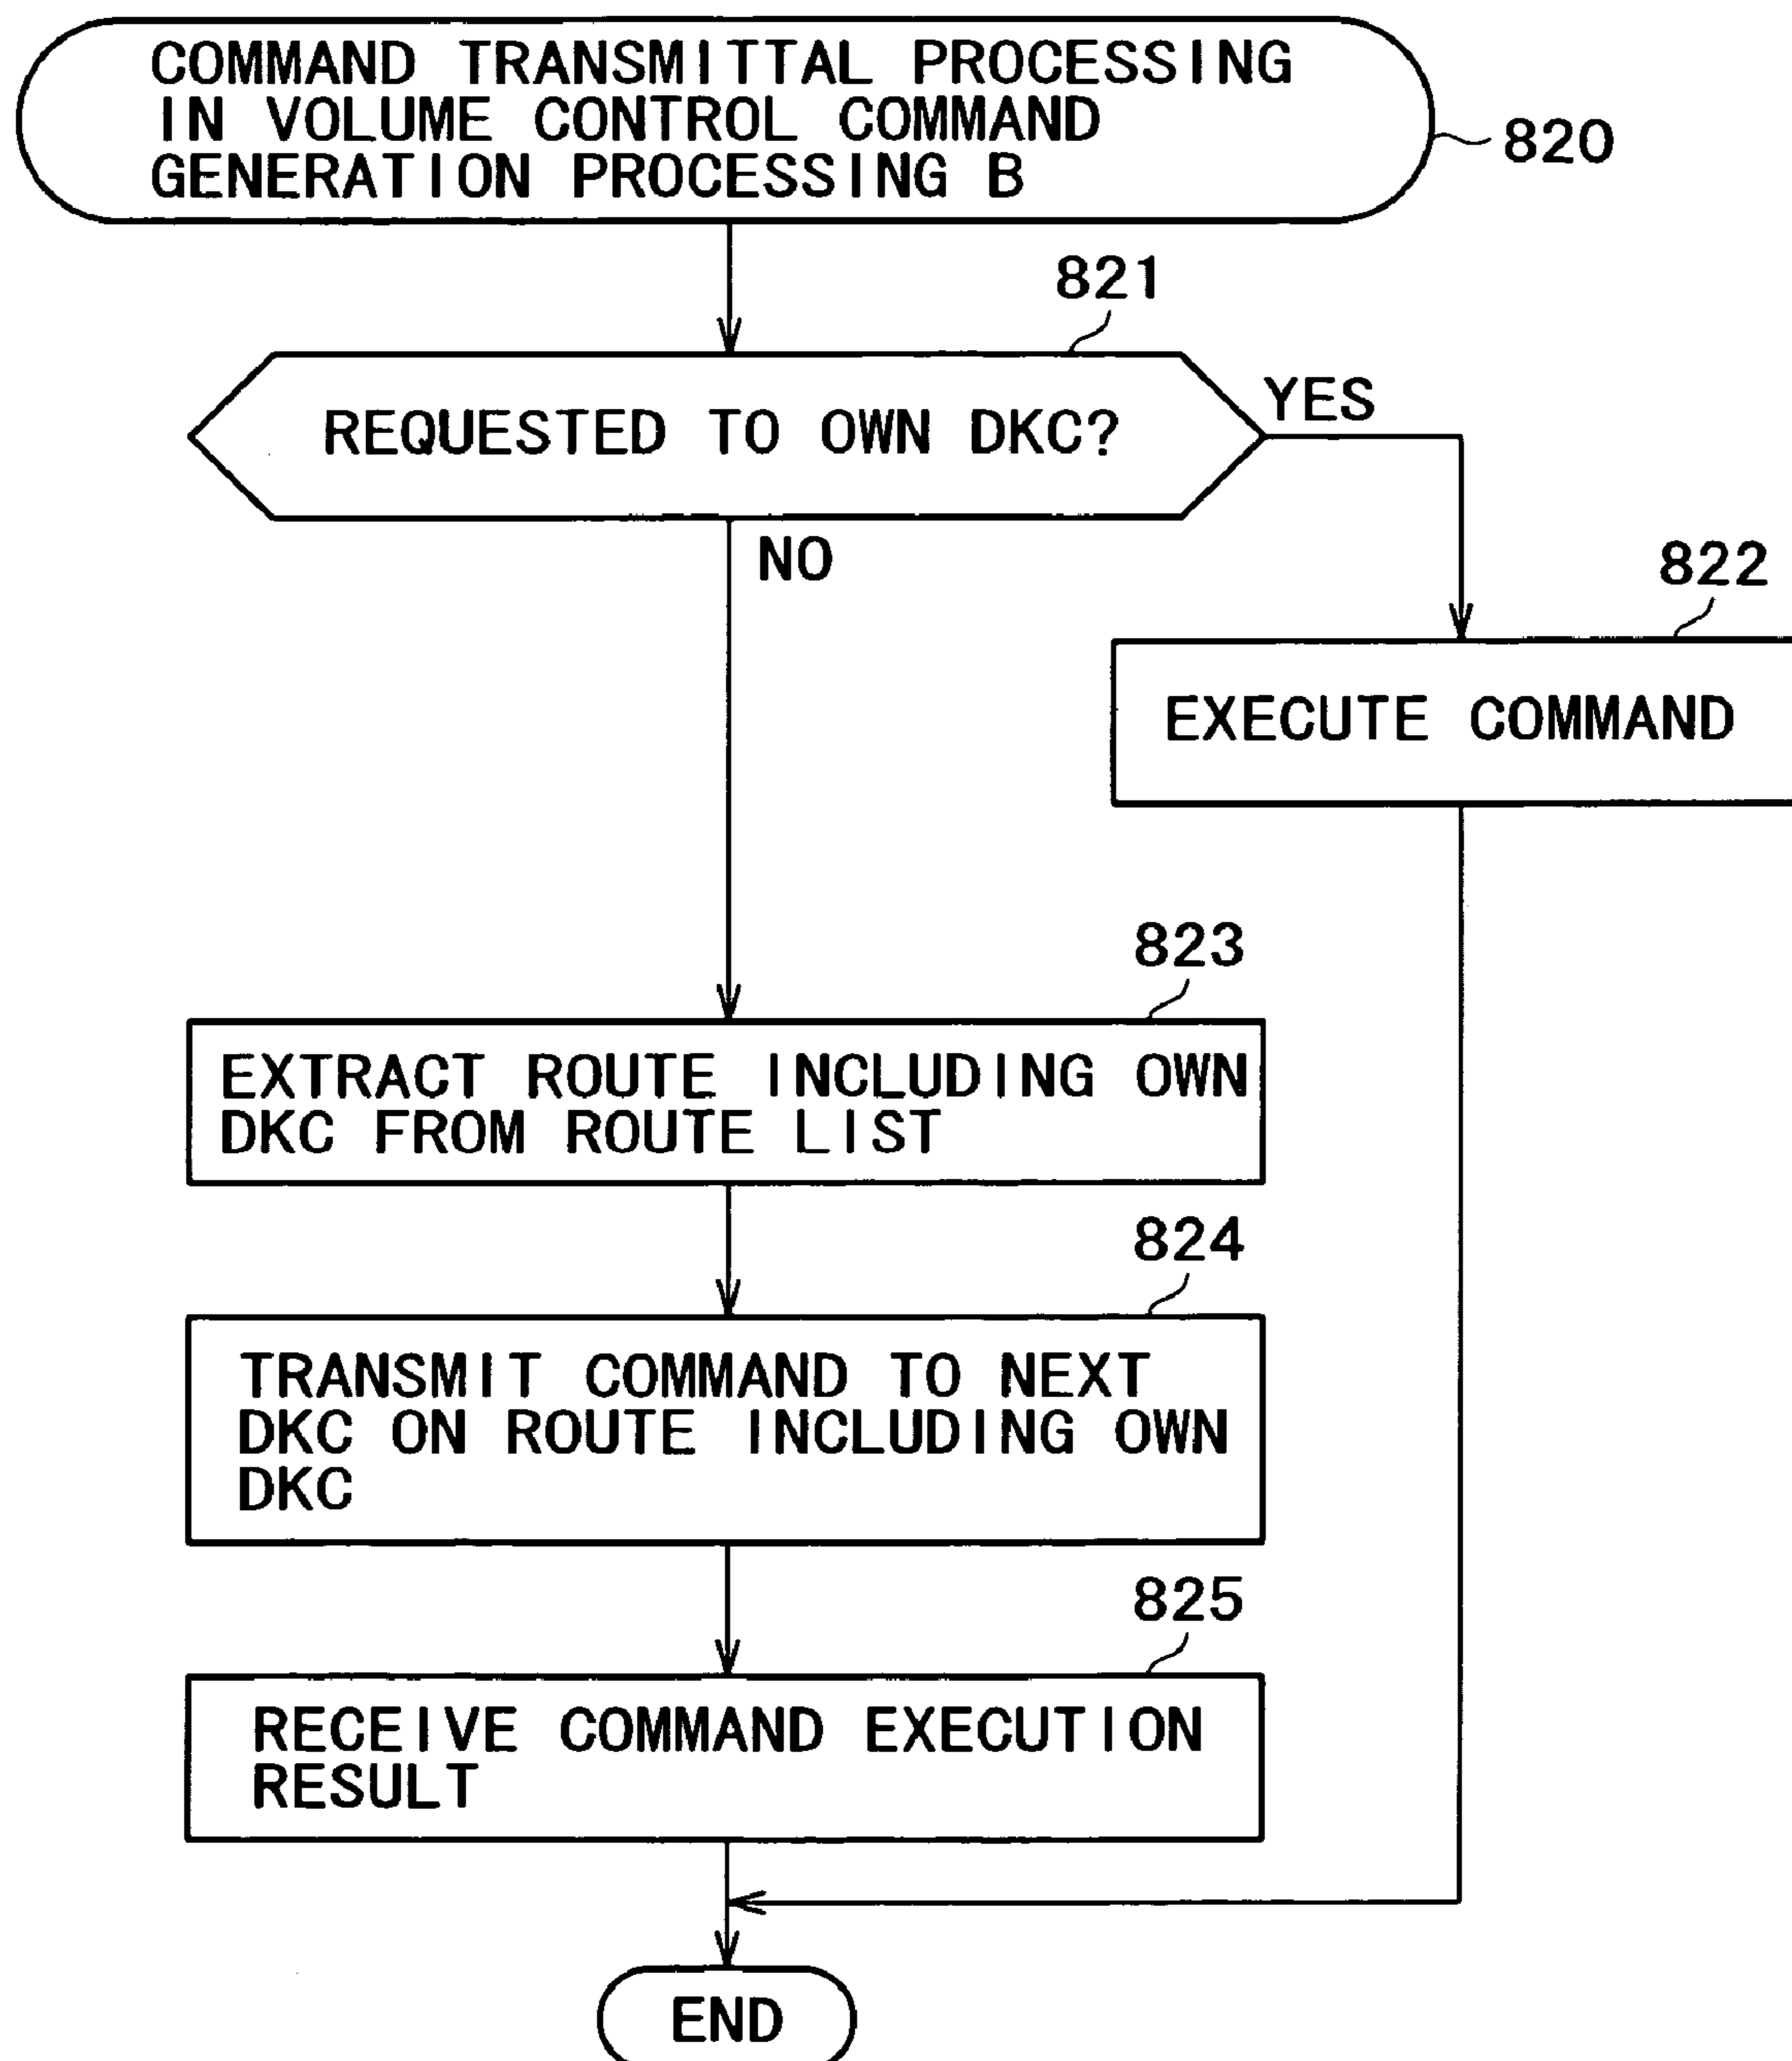 COMMAND TRANSMITTAL PROCESSING
IN VOLUME CONTROL COMMAND
GENERATION PROCESSING B
820
821
REQUESTED TO OWN DKC?
YES
NO
822
EXECUTE COMMAND
823
EXTRACT ROUTE INCLUDING OWN
DKC FROM ROUTE LIST
824
TRANSMIT COMMAND TO NEXT
DKC ON ROUTE INCLUDING OWN
DKC
825
RECEIVE COMMAND EXECUTION
RESULT
END